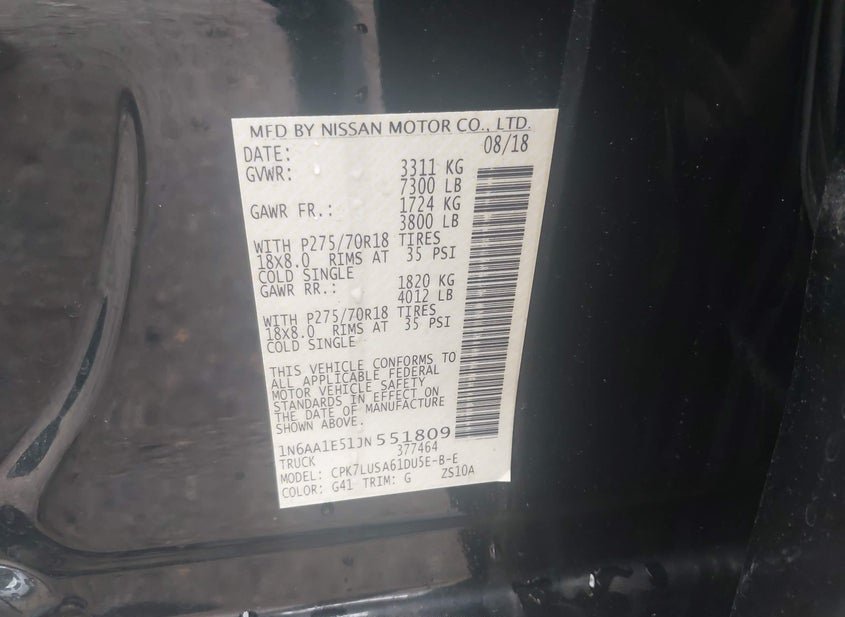 MFD BY NISSAN MOTOR CO., LTD.
DATE: 08/18
GVWR: 3311 KG
7300 LB
GAWR FR.: 1724 KG
3800 LB
WITH P275/70R18 TIRES
18X8.0 RIMS AT 35 PSI
COLD SINGLE
GAWR RR.: 1820 KG
4012 LB
WITH P275/70R18 TIRES
18X8.0 RIMS AT 35 PSI
COLD SINGLE
THIS VEHICLE CONFORMS TO
ALL APPLICABLE FEDERAL
MOTOR VEHICLE SAFETY
STANDARDS IN EFFECT ON
THE DATE OF MANUFACTURE
SHOWN ABOVE.
1N6AA1E51JN551809
TRUCK 377464
MODEL: CPK7LUSA61DU5E-B-E
COLOR: G41 TRIM: G ZS10A